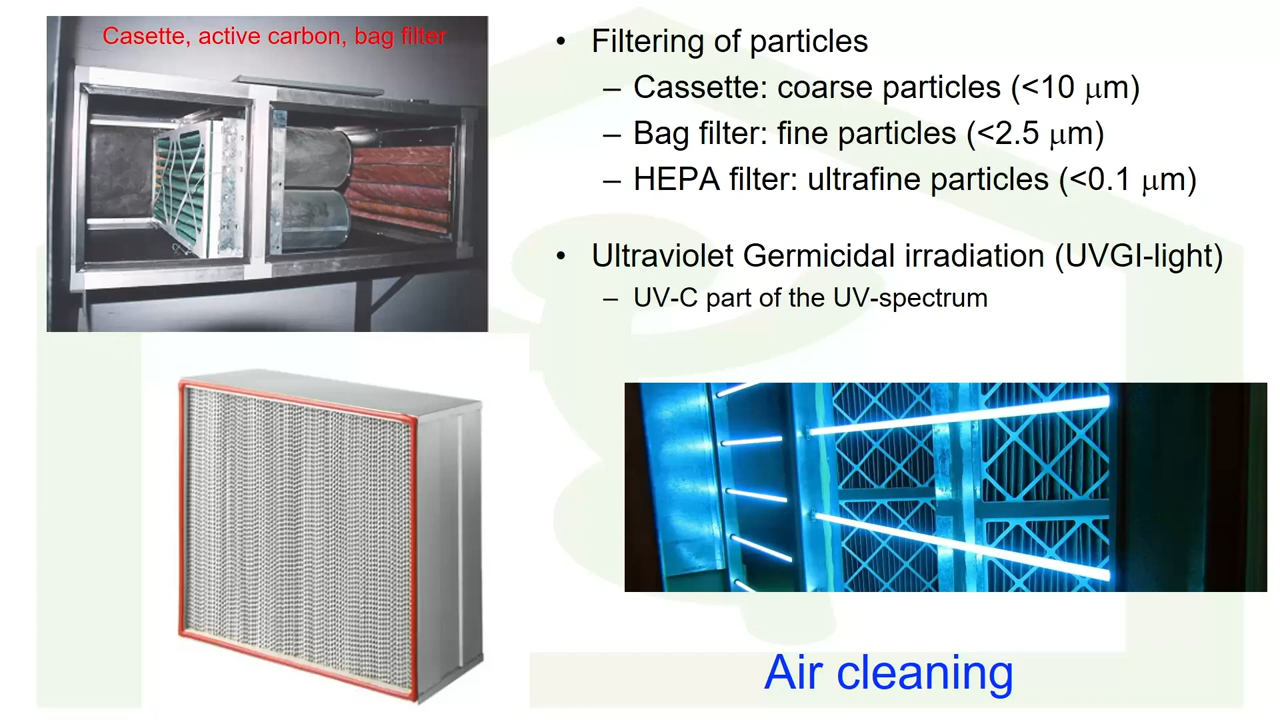 Casette, active carbon, bag filter
• Filtering of particles
– Cassette: coarse particles (<10 μm)
– Bag filter: fine particles (<2.5 μm)
– HEPA filter: ultrafine particles (<0.1 μm)
• Ultraviolet Germicidal irradiation (UVGI-light)
– UV-C part of the UV-spectrum
Air cleaning